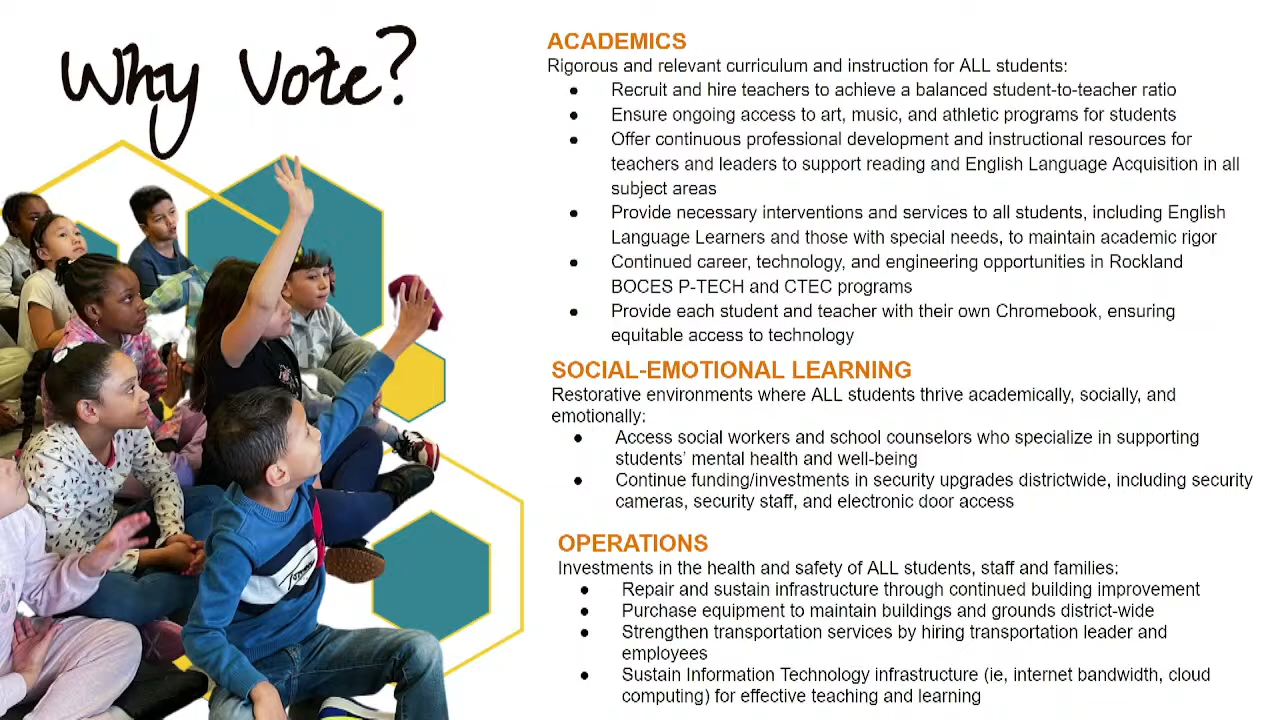 Why Vote?
ACADEMICS
Rigorous and relevant curriculum and instruction for ALL students:
● Recruit and hire teachers to achieve a balanced student-to-teacher ratio
● Ensure ongoing access to art, music, and athletic programs for students
● Offer continuous professional development and instructional resources for
teachers and leaders to support reading and English Language Acquisition in all
subject areas
● Provide necessary interventions and services to all students, including English
Language Learners and those with special needs, to maintain academic rigor
● Continued career, technology, and engineering opportunities in Rockland
BOCES P-TECH and CTEC programs
● Provide each student and teacher with their own Chromebook, ensuring
equitable access to technology
SOCIAL-EMOTIONAL LEARNING
Restorative environments where ALL students thrive academically, socially, and
emotionally:
● Access social workers and school counselors who specialize in supporting
students’ mental health and well-being
● Continue funding/investments in security upgrades districtwide, including security
cameras, security staff, and electronic door access
OPERATIONS
Investments in the health and safety of ALL students, staff and families:
● Repair and sustain infrastructure through continued building improvement
● Purchase equipment to maintain buildings and grounds district-wide
● Strengthen transportation services by hiring transportation leader and
employees
● Sustain Information Technology infrastructure (ie, internet bandwidth, cloud
computing) for effective teaching and learning